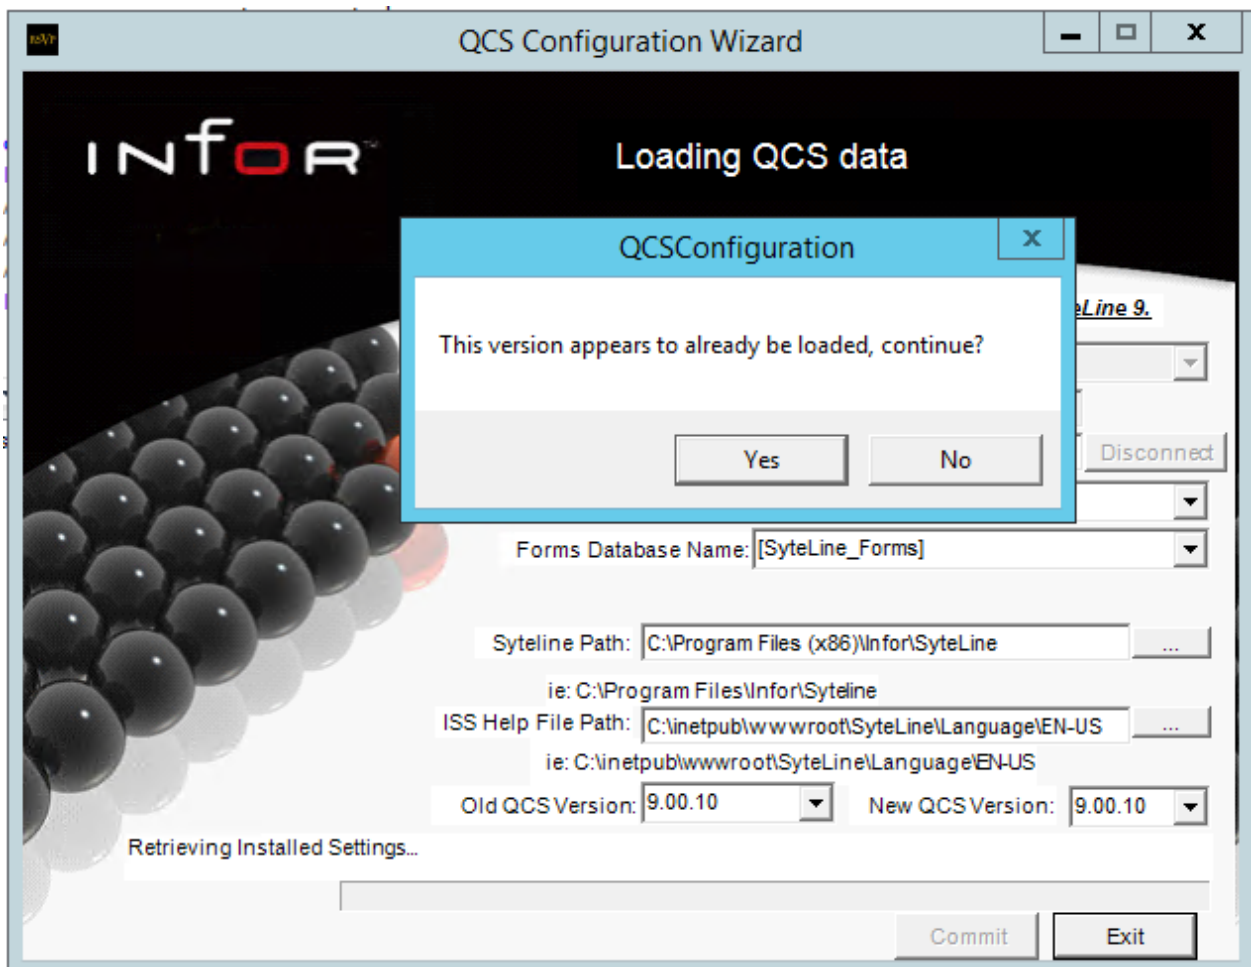 QCS Configuration Wizard
X
infor™
Loading QCS data
QCSConfiguration
X
This version appears to already be loaded, continue?
Yes
No
Line 9.
Disconnect
Forms Database Name: [SyteLine_Forms]
Syteline Path: C:\Program Files (x86)\Infor\SyteLine
...
ie: C:\Program Files\Infor\Syteline
ISS Help File Path: C:\inetpub\wwwroot\SyteLine\Language\EN-US
...
ie: C:\inetpub\wwwroot\SyteLine\Language\EN-US
Old QCS Version: 9.00.10 New QCS Version: 9.00.10
Retrieving Installed Settings...
Commit
Exit